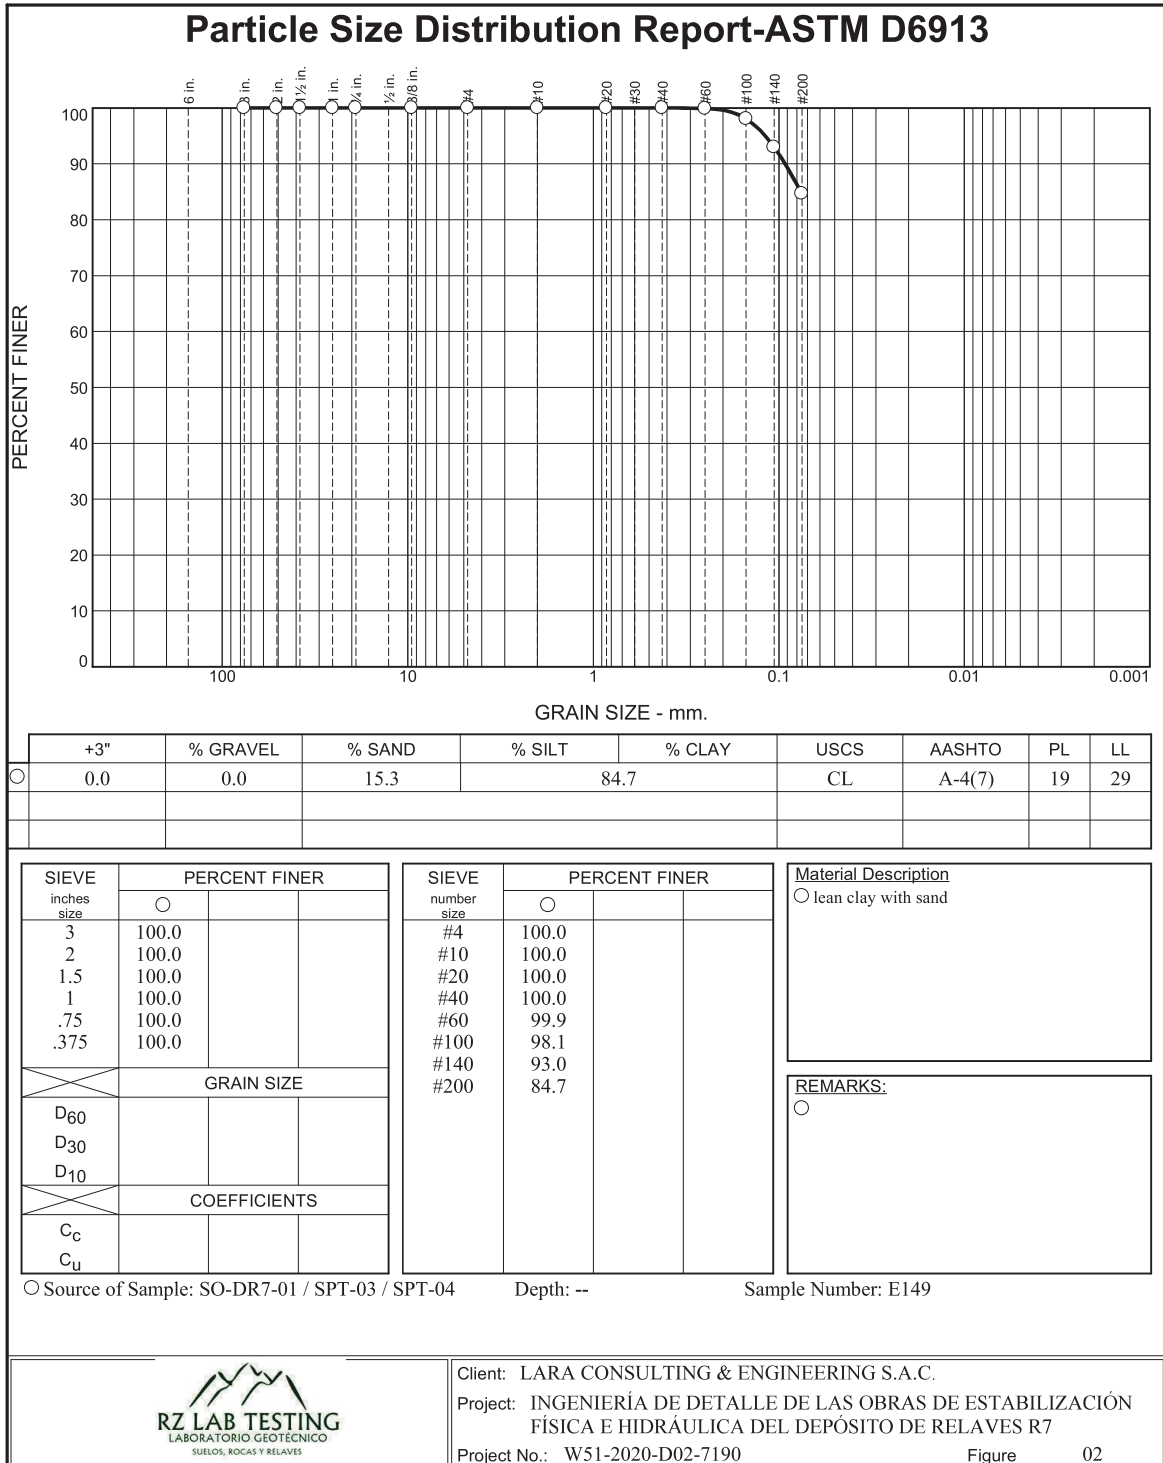 Particle Size Distribution Report-ASTM D6913
6 in.
3 in.
2 in.
1½ in.
1 in.
¾ in.
½ in.
3/8 in.
#4
#10
#20
#30
#40
#60
#100
#140
#200
PERCENT FINER
100
90
80
70
60
50
40
30
20
10
0
100 10 1 0.1 0.01 0.001
GRAIN SIZE - mm.
+3" % GRAVEL % SAND % SILT % CLAY USCS AASHTO PL LL
0.0 0.0 15.3 84.7 CL A-4(7) 19 29
SIEVE PERCENT FINER
inches
size
3 100.0
2 100.0
1.5 100.0
1 100.0
.75 100.0
.375 100.0
GRAIN SIZE
D60
D30
D10
COEFFICIENTS
Cc
Cu
SIEVE PERCENT FINER
number
size
#4 100.0
#10 100.0
#20 100.0
#40 100.0
#60 99.9
#100 98.1
#140 93.0
#200 84.7
Material Description
lean clay with sand
REMARKS:
Source of Sample: SO-DR7-01 / SPT-03 / SPT-04 Depth: -- Sample Number: E149
RZ LAB TESTING
LABORATORIO GEOTÉCNICO
SUELOS, ROCAS Y RELAVES
Client: LARA CONSULTING & ENGINEERING S.A.C.
Project: INGENIERÍA DE DETALLE DE LAS OBRAS DE ESTABILIZACIÓN
FÍSICA E HIDRÁULICA DEL DEPÓSITO DE RELAVES R7
Project No.: W51-2020-D02-7190 Figure 02